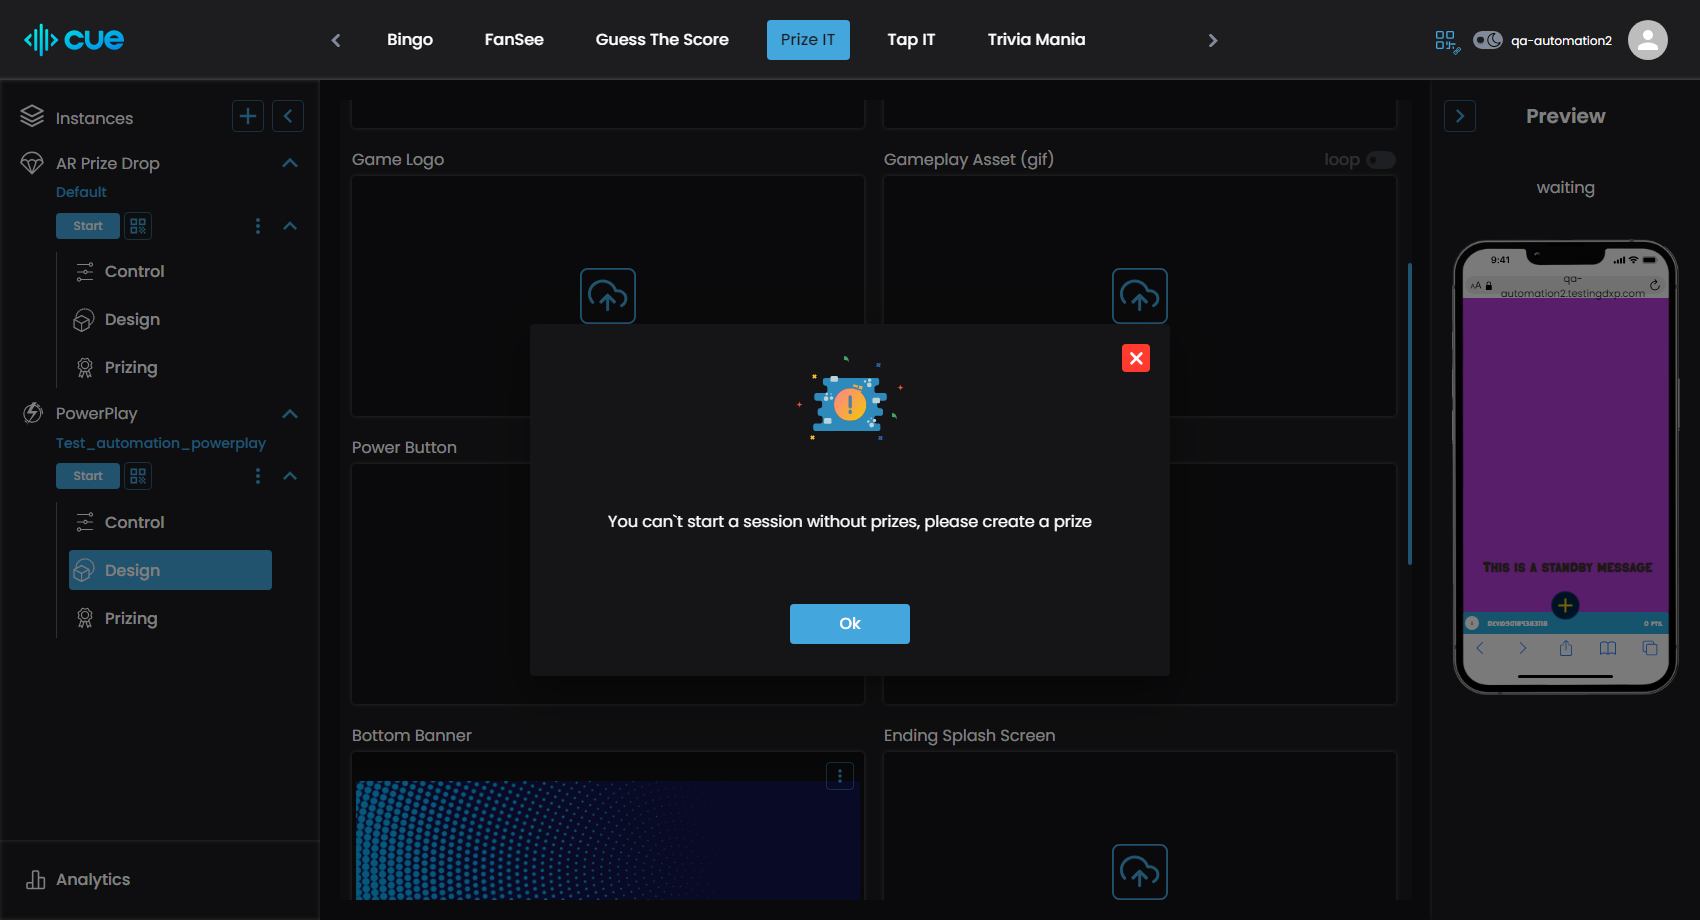 cue
Bingo
FanSee
Guess The Score
Prize IT
Tap IT
Trivia Mania
qa-automation2
Instances
AR Prize Drop
Default
Start
Control
Design
Prizing
PowerPlay
Test_automation_powerplay
Start
Control
Design
Prizing
Analytics
Game Logo
Gameplay Asset (gif)
loop
Power Button
You can`t start a session without prizes, please create a prize
Ok
Bottom Banner
Ending Splash Screen
Preview
waiting
9:41
AA
qa-
automation2.testingdxp.com
This is a standby message
0 PTS.